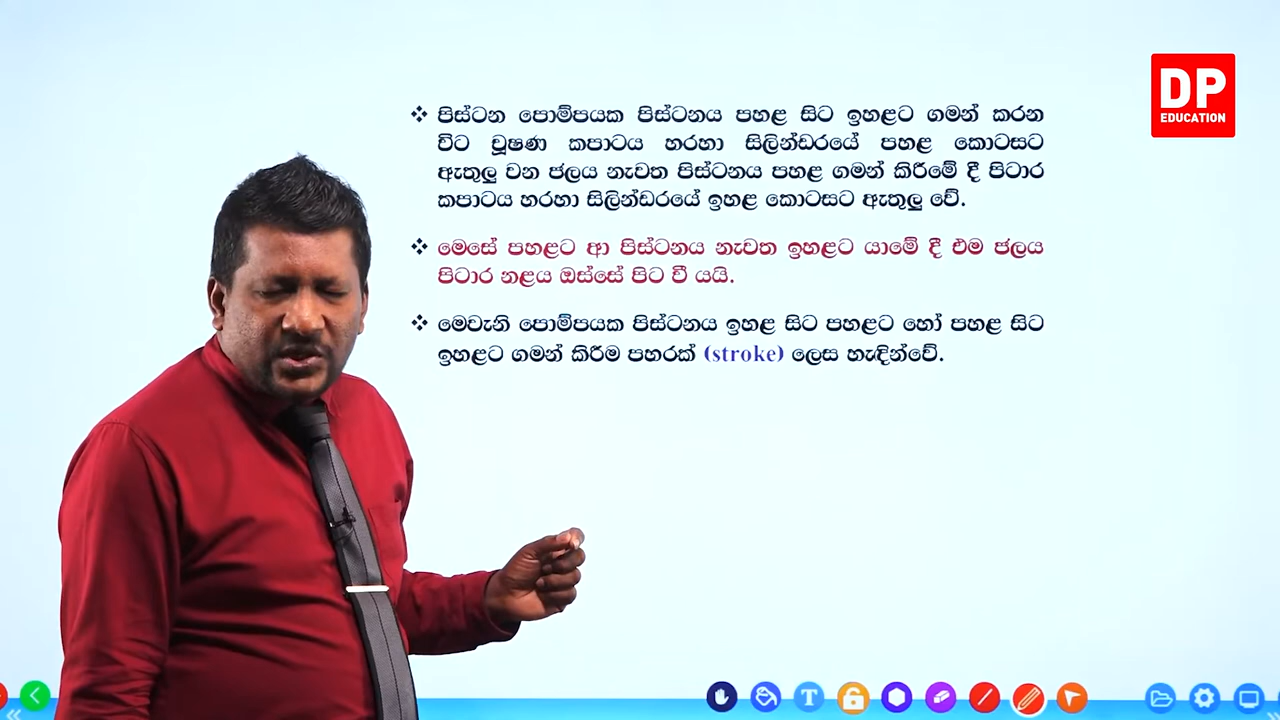 DP
EDUCATION
❖ පිස්ටන පොම්පයක පිස්ටනය පහළ සිට ඉහළට ගමන් කරන
විට චූෂණ කපාටය හරහා සිලින්ඩරයේ පහළ කොටසට
ඇතුලු වන ජලය නැවත පිස්ටනය පහළ ගමන් කිරීමේ දී පිටාර
කපාටය හරහා සිලින්ඩරයේ ඉහළ කොටසට ඇතුලු වේ.
❖ මෙසේ පහළට ආ පිස්ටනය නැවත ඉහළට යාමේ දී එම ජලය
පිටාර නළය ඔස්සේ පිට වී යයි.
❖ මෙවැනි පොම්පයක පිස්ටනය ඉහළ සිට පහළට හෝ පහළ සිට
ඉහළට ගමන් කිරීම පහරක් (stroke) ලෙස හැඳින්වේ.
T